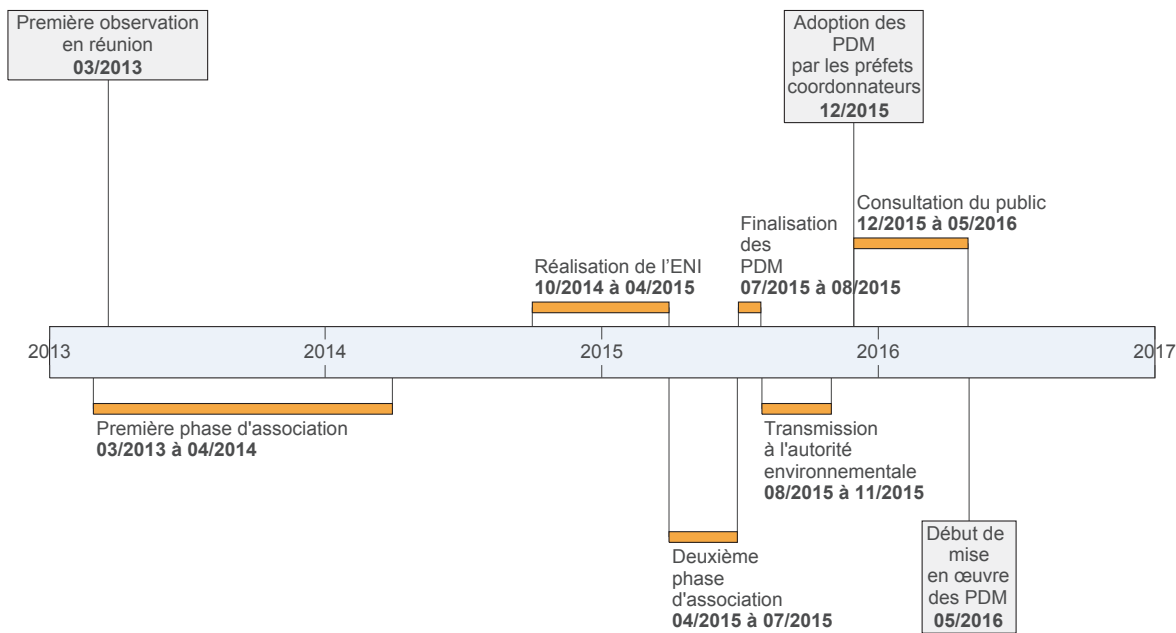 Première observation
en réunion
03/2013
Adoption des
PDM
par les préfets
coordonnateurs
12/2015
Consultation du public
12/2015 à 05/2016
Finalisation
des
PDM
07/2015 à 08/2015
Réalisation de l’ENI
10/2014 à 04/2015
2013
2014
2015
2016
2017
Première phase d'association
03/2013 à 04/2014
Transmission
à l'autorité
environnementale
08/2015 à 11/2015
Deuxième
phase
d'association
04/2015 à 07/2015
Début de
mise
en œuvre
des PDM
05/2016